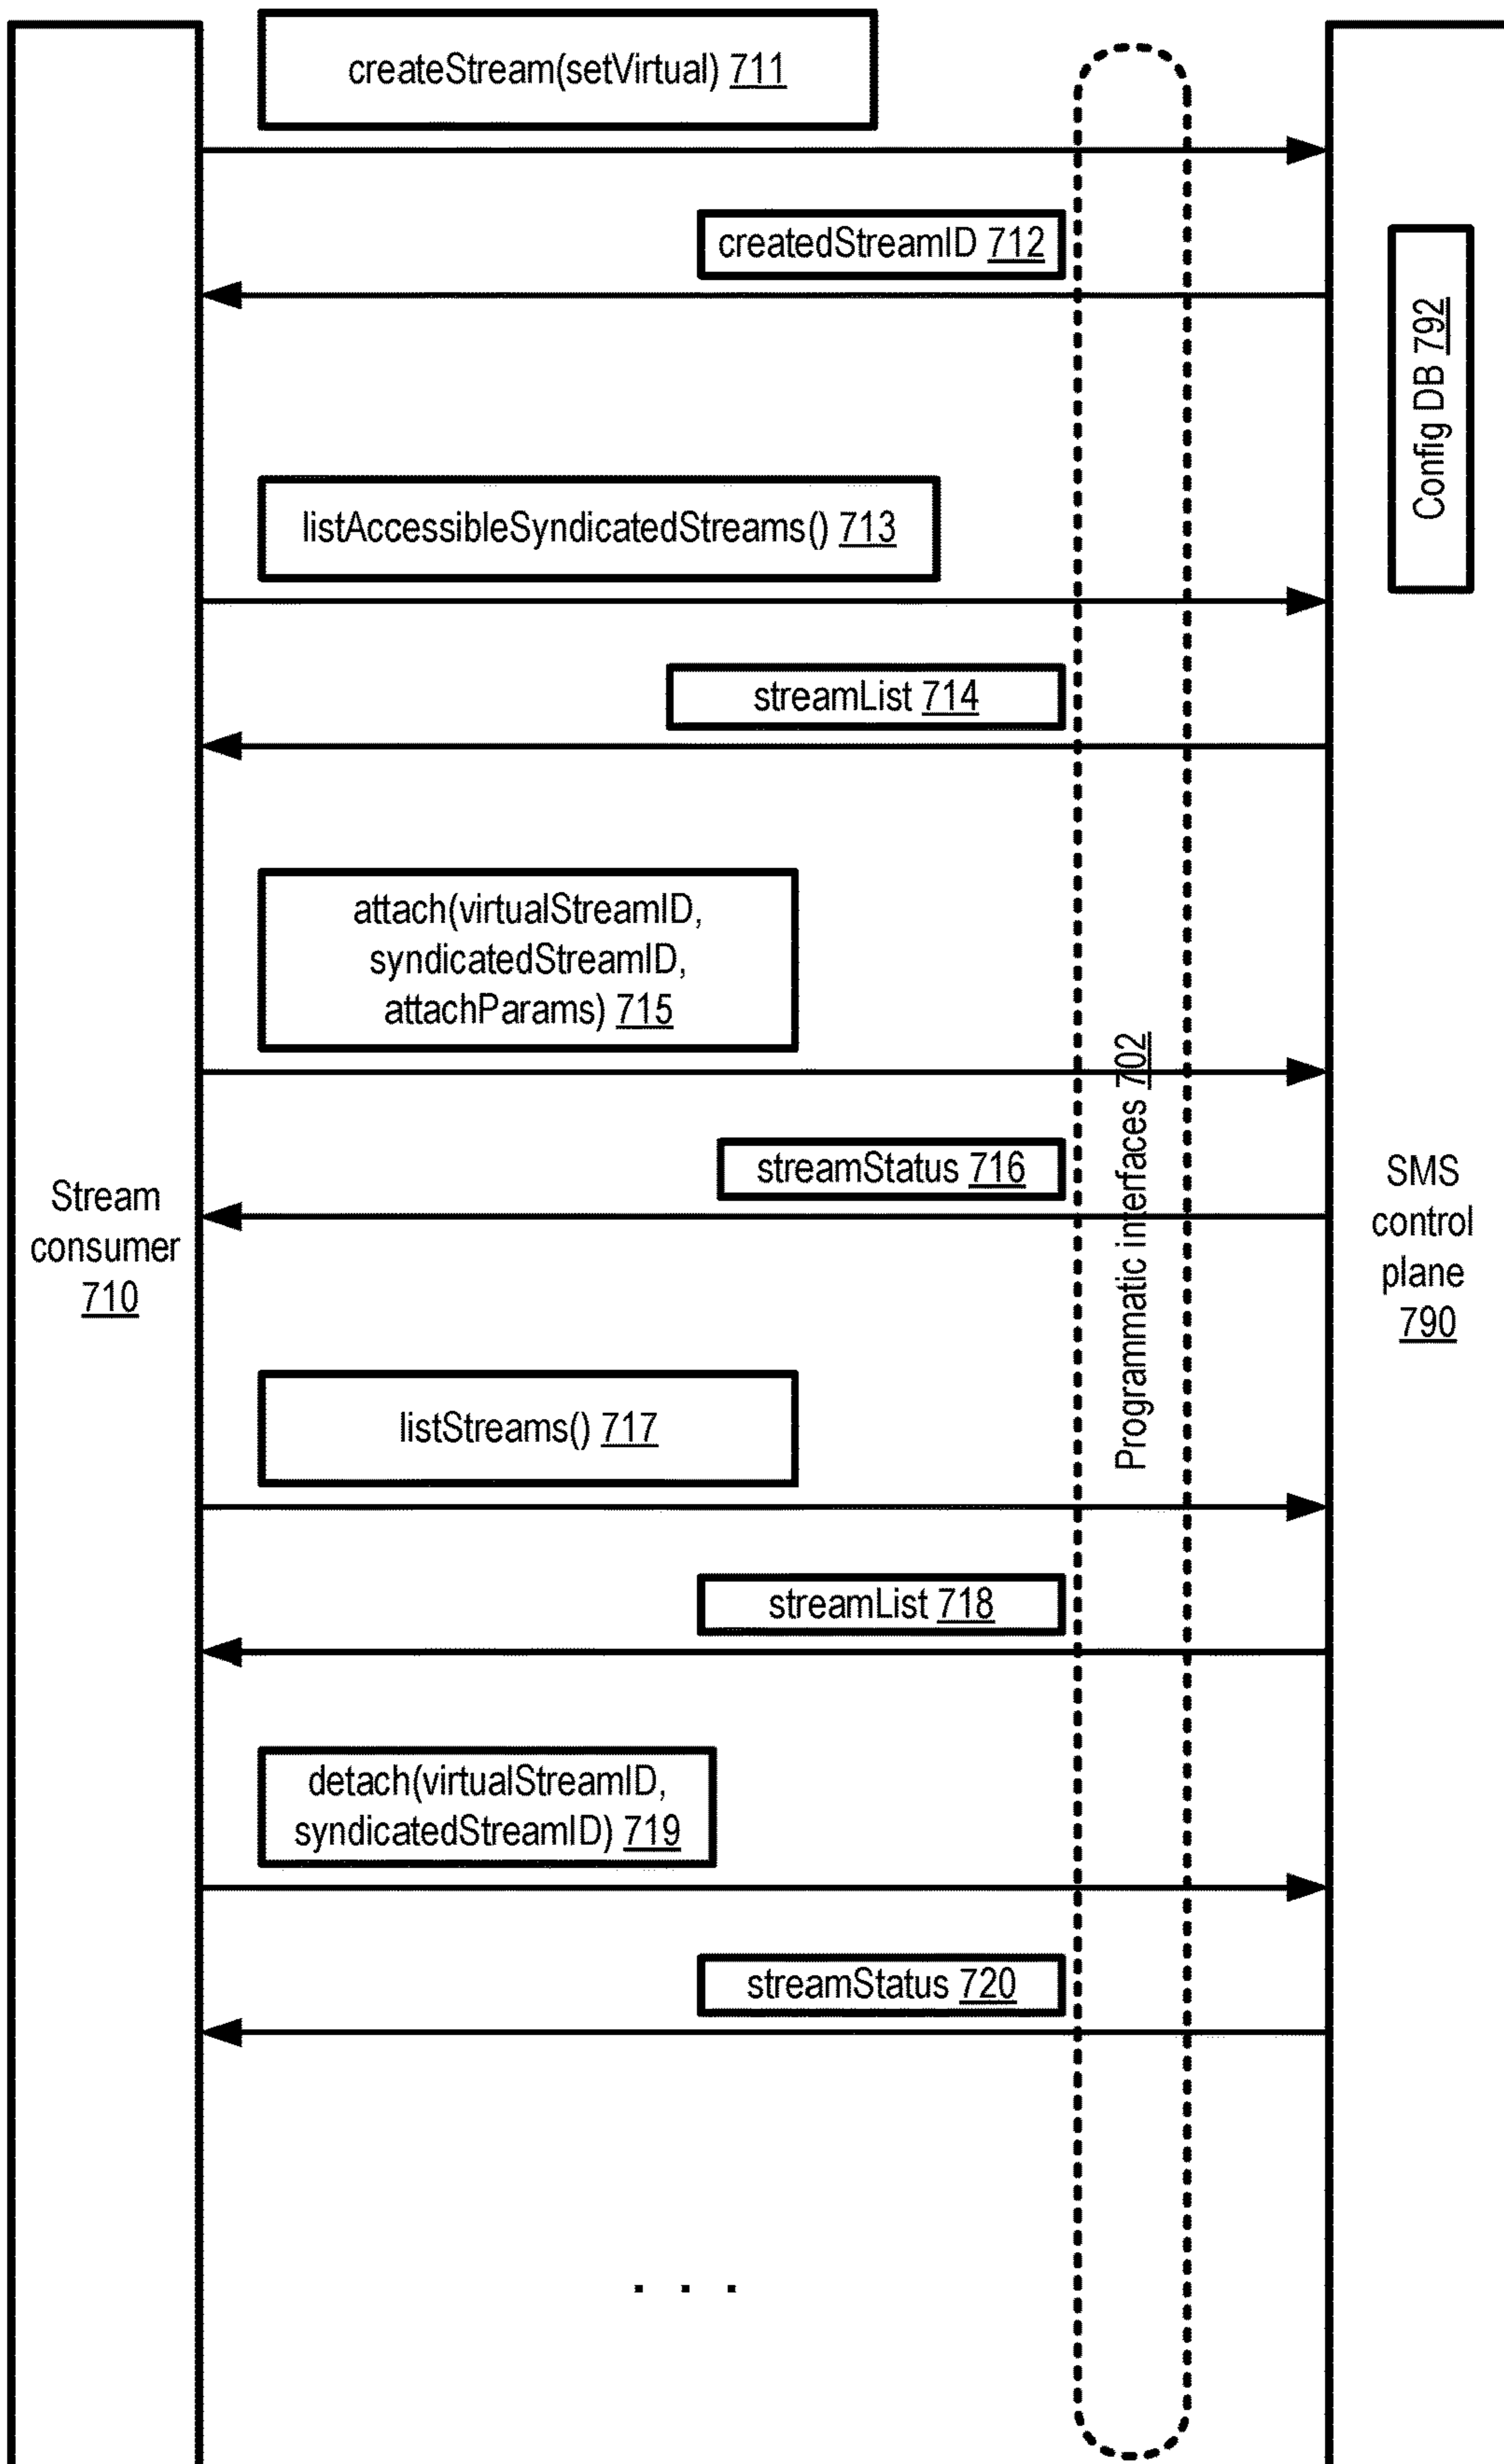 createStream(setVirtual) 711
createdStreamID 712
Config DB 792
listAccessibleSyndicatedStreams() 713
streamList 714
attach(virtualStreamID,
syndicatedStreamID,
attachParams) 715
Programmatic interfaces 702
streamStatus 716
Stream
consumer
710
SMS
control
plane
790
listStreams() 717
streamList 718
detach(virtualStreamID,
syndicatedStreamID) 719
streamStatus 720
. . .